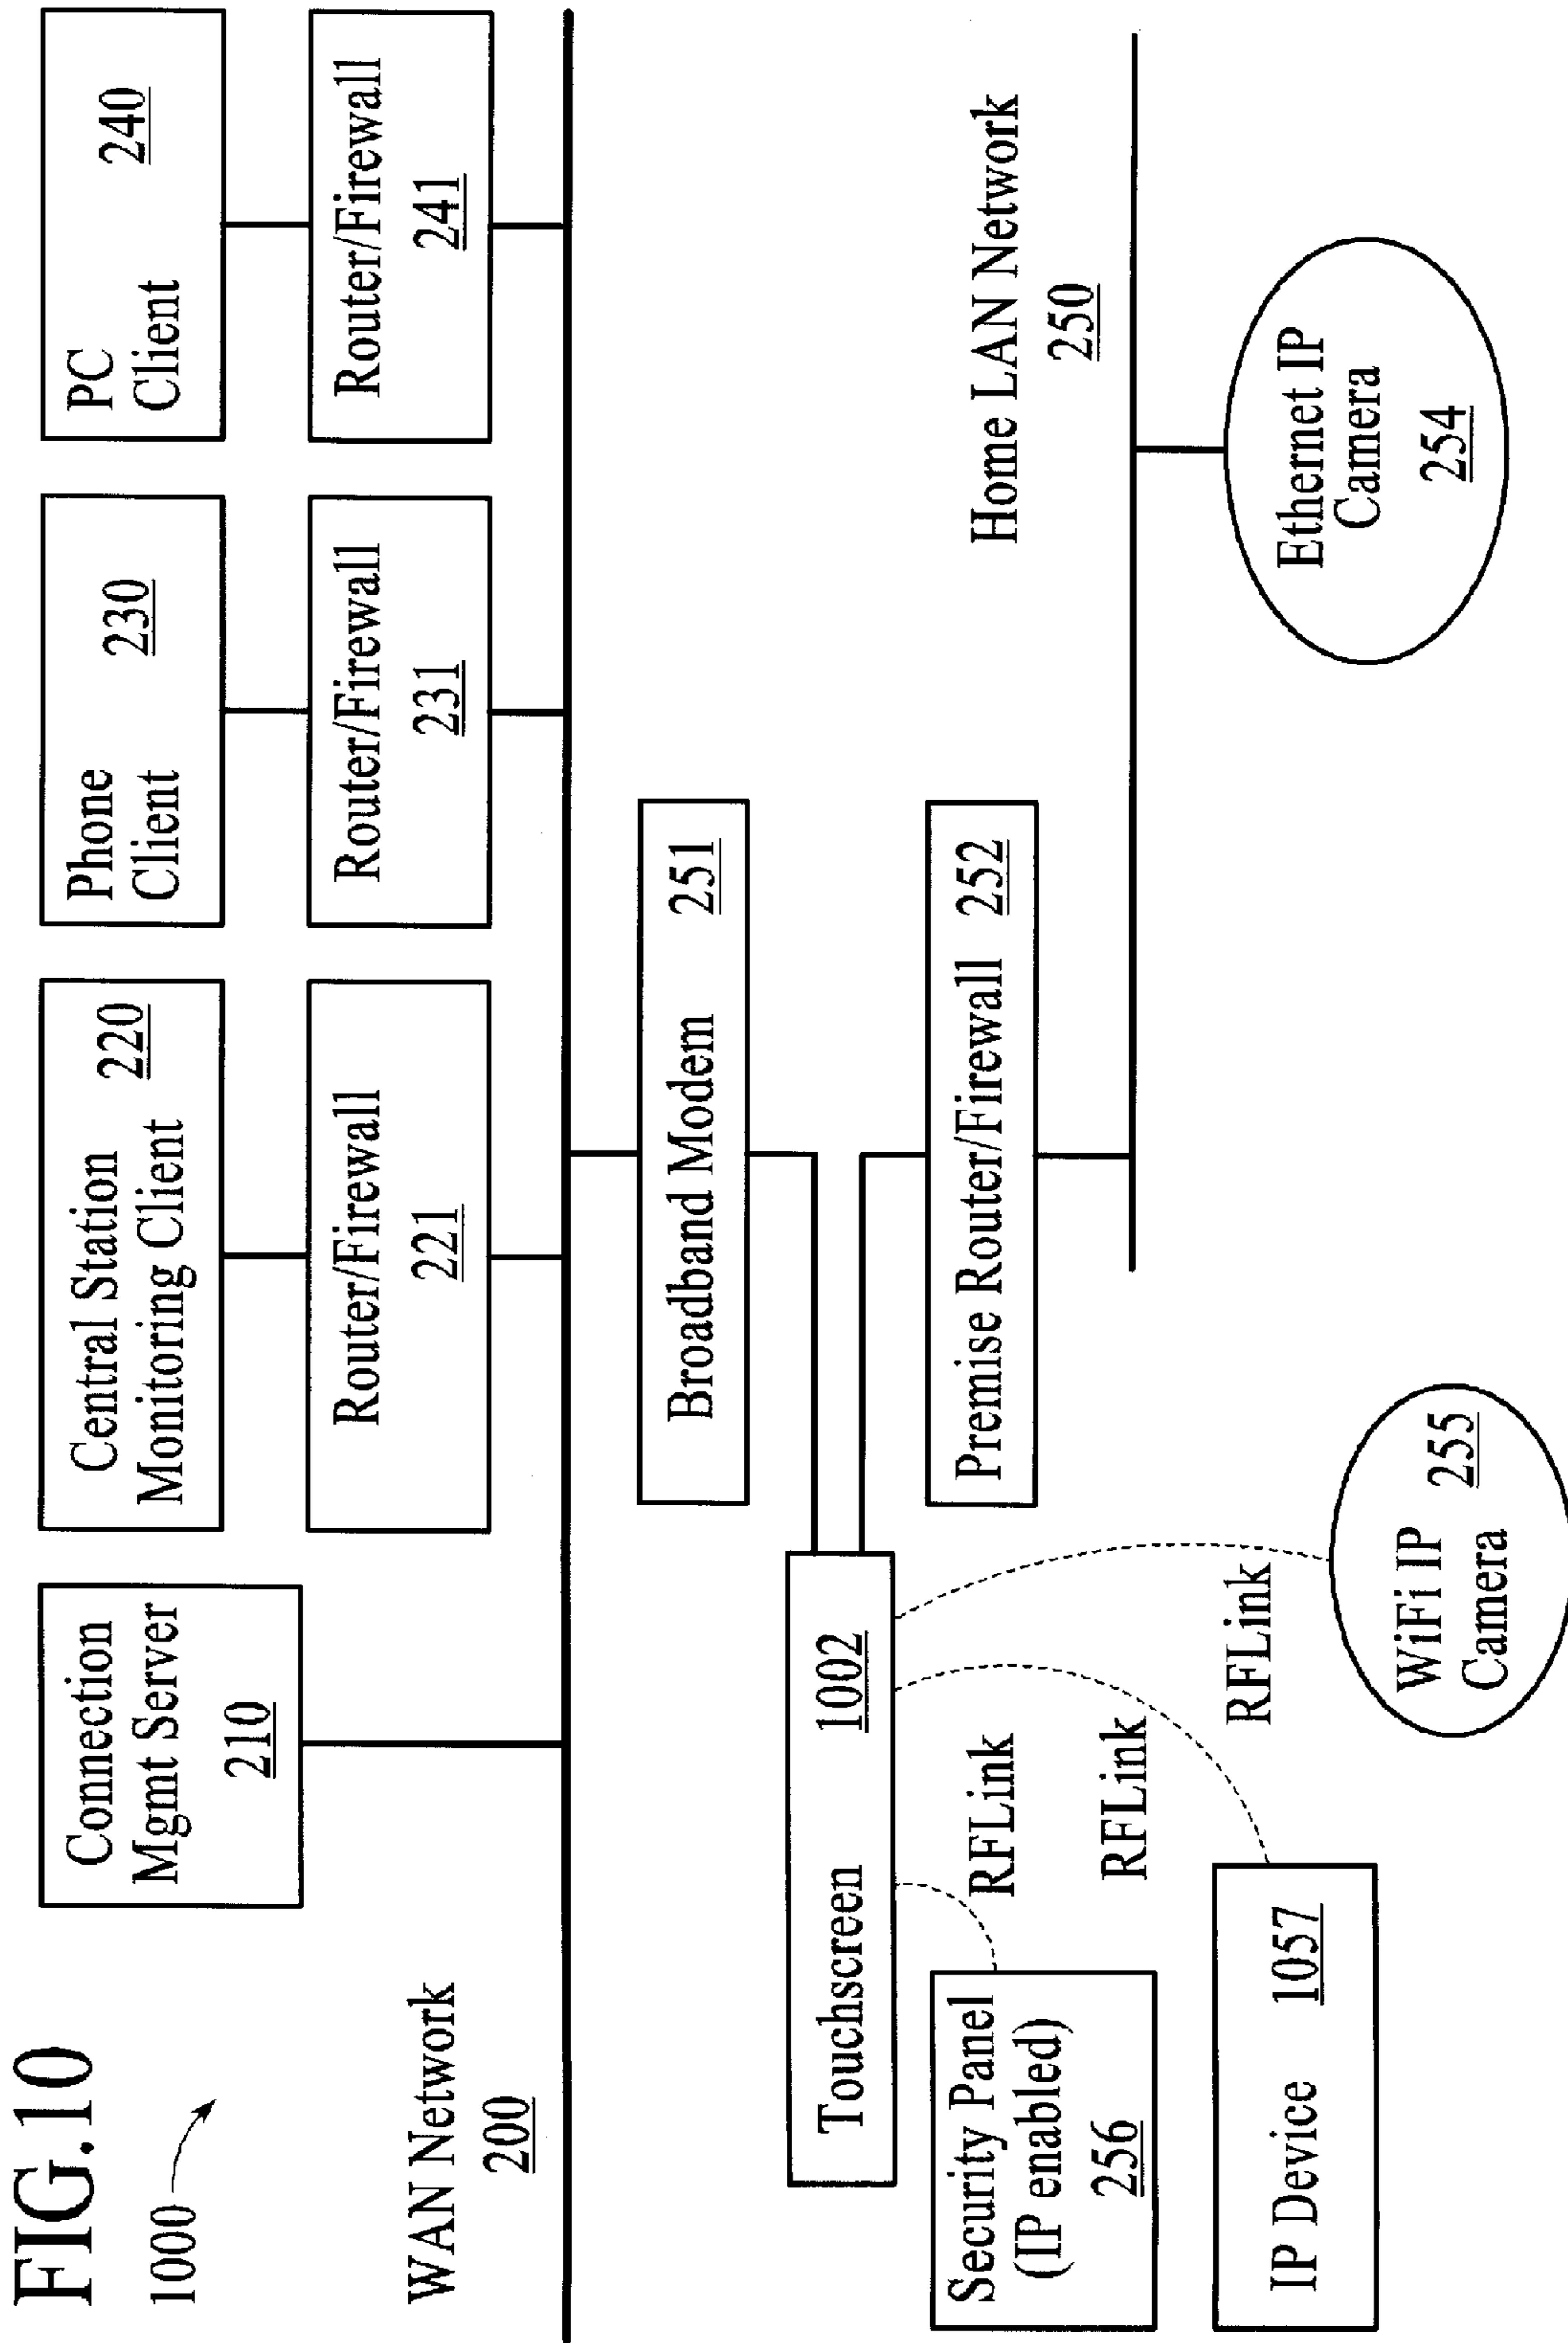 FIG.10
1000
Connection
Mgmt Server
210
Central Station
Monitoring Client
220
Phone
Client
230
PC
Client
240
Router/Firewall
221
Router/Firewall
231
Router/Firewall
241
WAN Network
200
Broadband Modem 251
Touchscreen 1002
Premise Router/Firewall 252
Home LAN Network
250
Security Panel
(IP enabled)
256
RFLink
RFLink
RFLink
IP Device 1057
WiFi IP
Camera
255
Ethernet IP
Camera
254